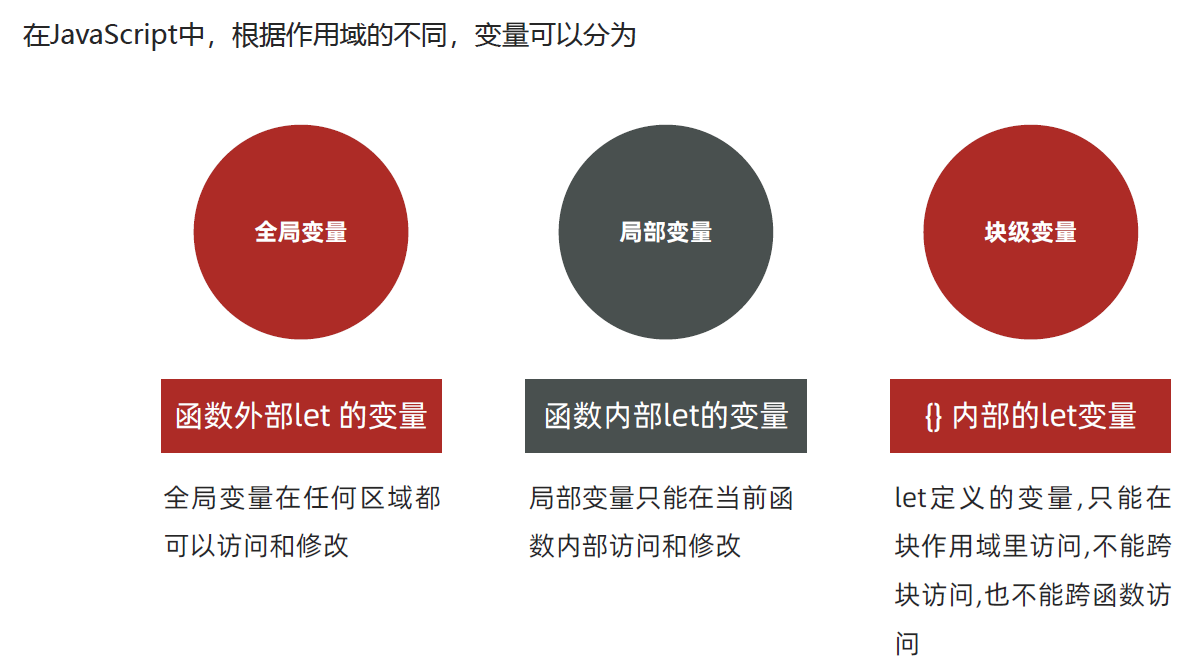 在JavaScript中，根据作用域的不同，变量可以分为
全局变量
局部变量
块级变量
函数外部let 的变量
函数内部let的变量
{} 内部的let变量
全局变量在任何区域都
可以访问和修改
局部变量只能在当前函
数内部访问和修改
let定义的变量,只能在
块作用域里访问,不能跨
块访问,也不能跨函数访
问